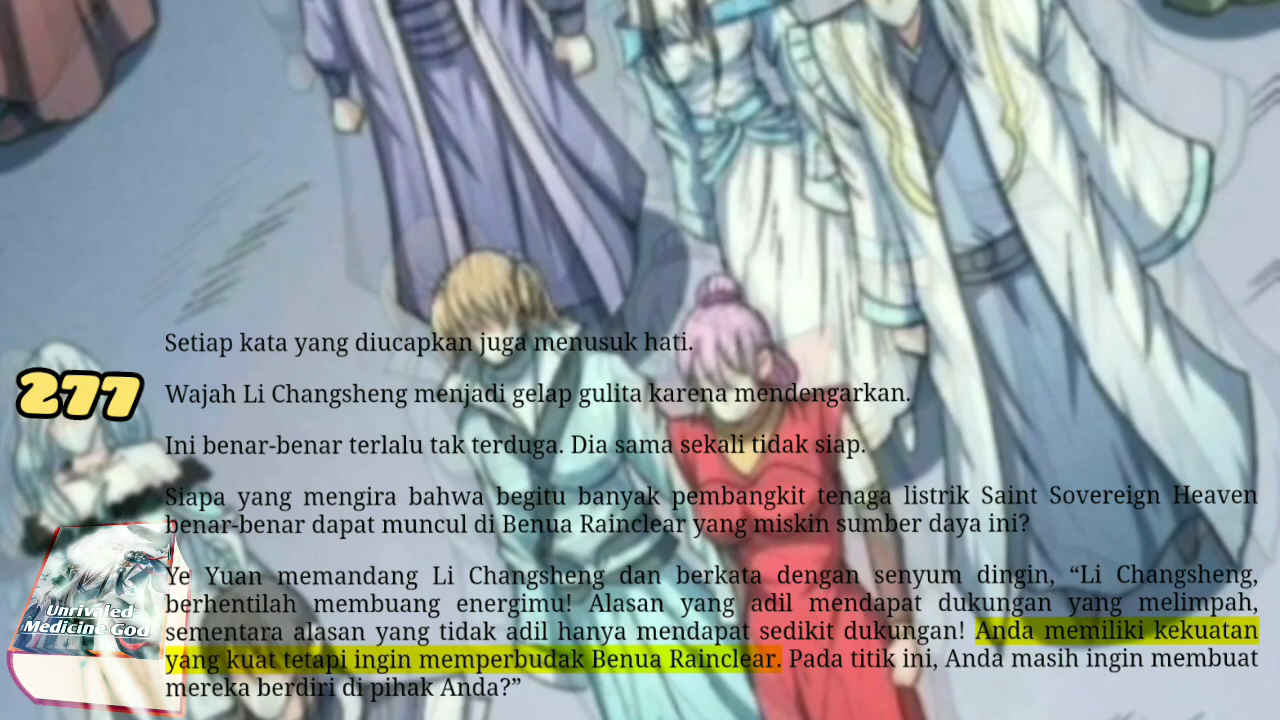 Setiap kata yang diucapkan juga menusuk hati.
277
Wajah Li Changsheng menjadi gelap gulita karena mendengarkan.
Ini benar-benar terlalu tak terduga. Dia sama sekali tidak siap.
Siapa yang mengira bahwa begitu banyak pembangkit tenaga listrik Saint Sovereign Heaven
benar-benar dapat muncul di Benua Rainclear yang miskin sumber daya ini?
Ye Yuan memandang Li Changsheng dan berkata dengan senyum dingin, “Li Changsheng,
berhentilah membuang energimu! Alasan yang adil mendapat dukungan yang melimpah,
sementara alasan yang tidak adil hanya mendapat sedikit dukungan! Anda memiliki kekuatan
yang kuat tetapi ingin memperbudak Benua Rainclear. Pada titik ini, Anda masih ingin membuat
mereka berdiri di pihak Anda?”
Unrivaled
Medicine God